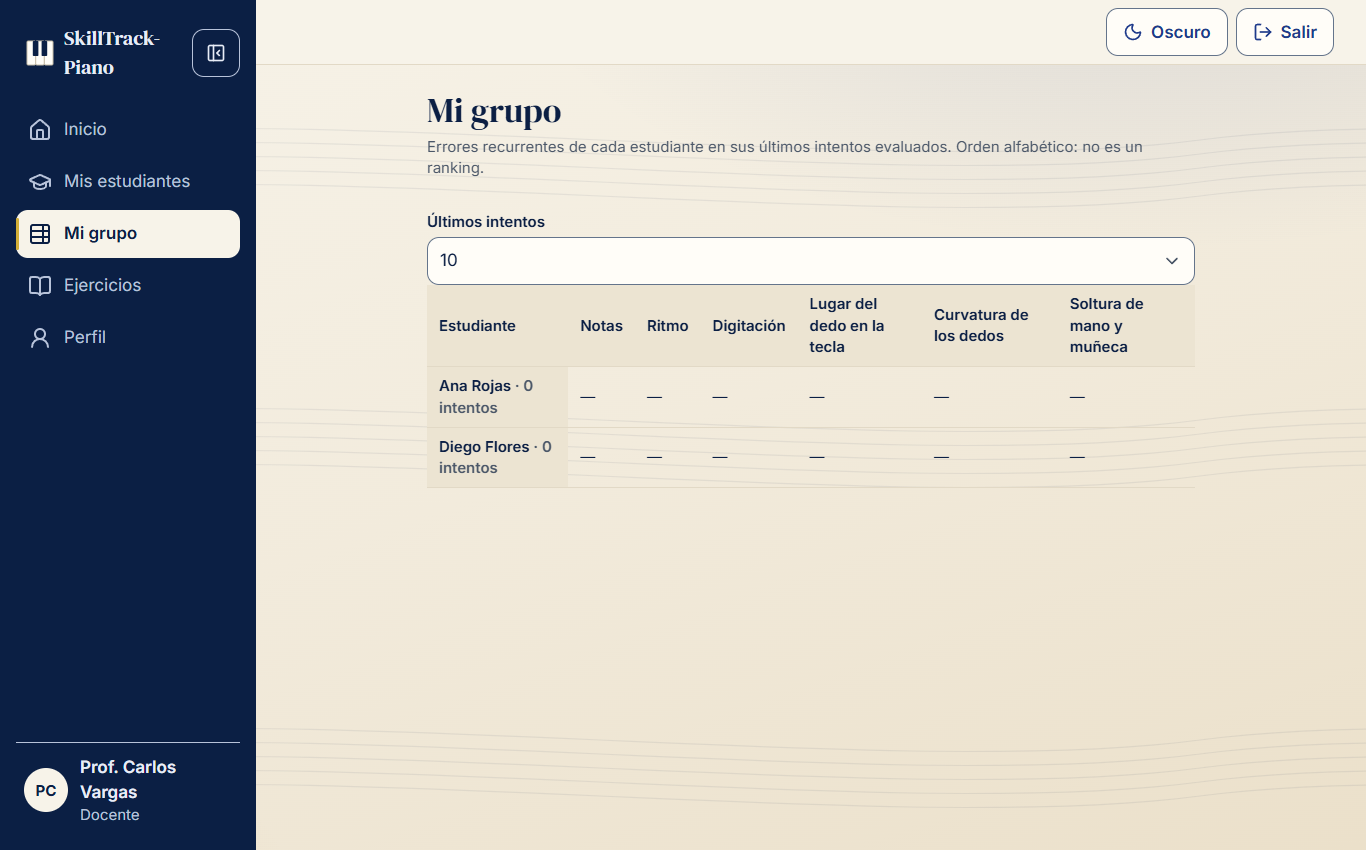 SkillTrack-
Piano
Oscuro
Salir
Inicio
Mis estudiantes
Mi grupo
Ejercicios
Perfil
Prof. Carlos
Vargas
Docente
PC
Mi grupo
Errores recurrentes de cada estudiante en sus últimos intentos evaluados. Orden alfabético: no es un
ranking.
Últimos intentos
10
Estudiante Notas Ritmo Digitación Lugar del dedo en la tecla Curvatura de los dedos Soltura de mano y muñeca
Ana Rojas · 0 intentos — — — — — —
Diego Flores · 0 intentos — — — — — —